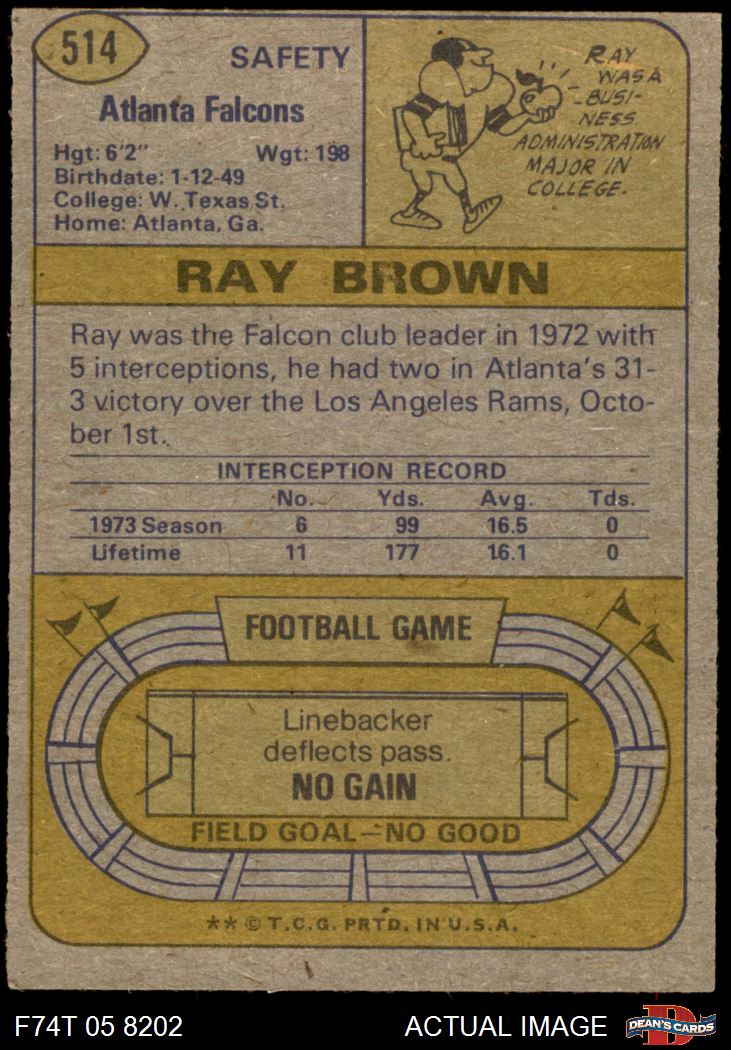 514
SAFETY
Atlanta Falcons
Hgt: 6'2" Wgt: 198
Birthdate: 1-12-49
College: W. Texas St.
Home: Atlanta, Ga.
RAY
WAS A
BUSI-
NESS
ADMINISTRATION
MAJOR IN
COLLEGE.
RAY BROWN
Ray was the Falcon club leader in 1972 with
5 interceptions, he had two in Atlanta's 31-
3 victory over the Los Angeles Rams, Octo-
ber 1st.
INTERCEPTION RECORD
No. Yds. Avg. Tds.
1973 Season 6 99 16.5 0
Lifetime 11 177 16.1 0
FOOTBALL GAME
Linebacker
deflects pass.
NO GAIN
FIELD GOAL—NO GOOD
** © T.C.G. PRTD. IN U.S.A.
F74T 05 8202 ACTUAL IMAGE
D
DEAN'S CARDS